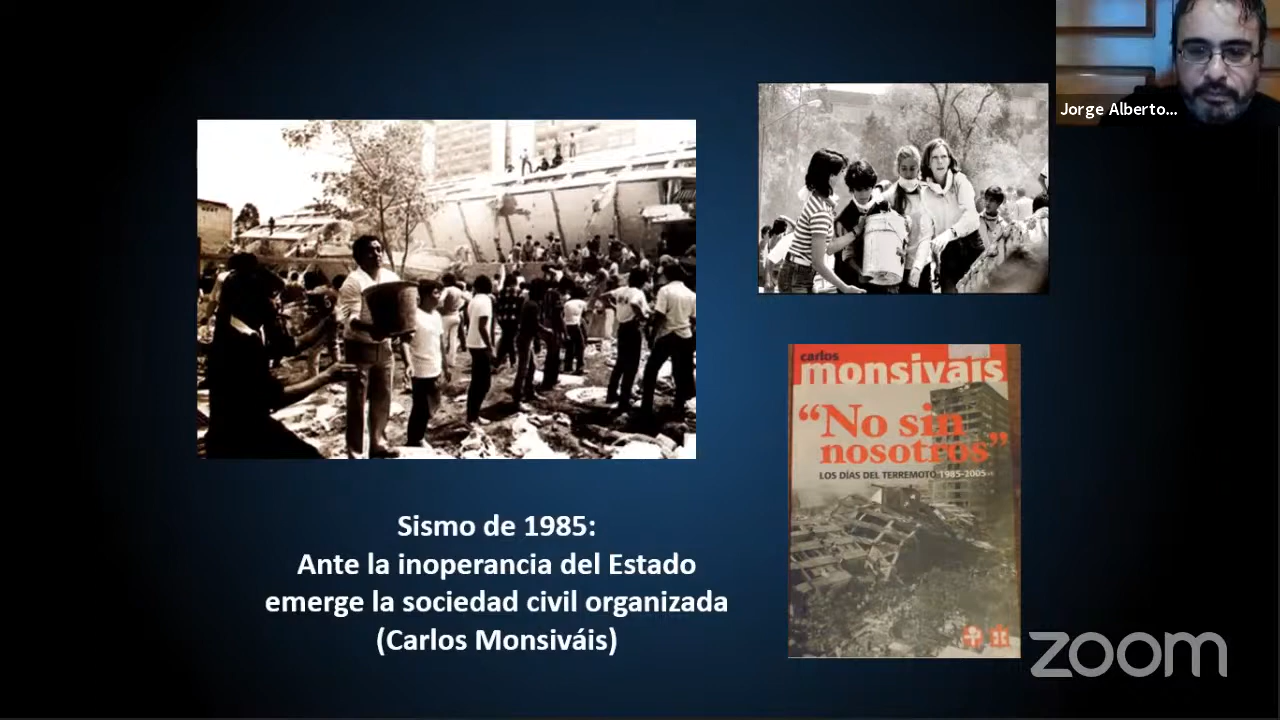 Jorge Alberto...
carlos
monsiváis
“No sin
nosotros”
LOS DÍAS DEL TERREMOTO 1985-2005
Sismo de 1985:
Ante la inoperancia del Estado
emerge la sociedad civil organizada
(Carlos Monsiváis)
zoom